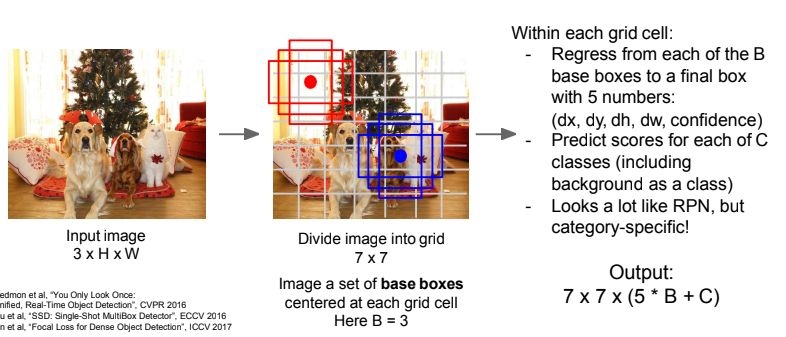 Input image
3 x H x W
Divide image into grid
7 x 7
Image a set of base boxes
centered at each grid cell
Here B = 3
Within each grid cell:
- Regress from each of the B
base boxes to a final box
with 5 numbers:
(dx, dy, dh, dw, confidence)
- Predict scores for each of C
classes (including
background as a class)
- Looks a lot like RPN, but
category-specific!
Output:
7 x 7 x (5 * B + C)
edmon et al, “You Only Look Once:
nified, Real-Time Object Detection”, CVPR 2016
u et al, “SSD: Single-Shot MultiBox Detector”, ECCV 2016
n et al, “Focal Loss for Dense Object Detection”, ICCV 2017